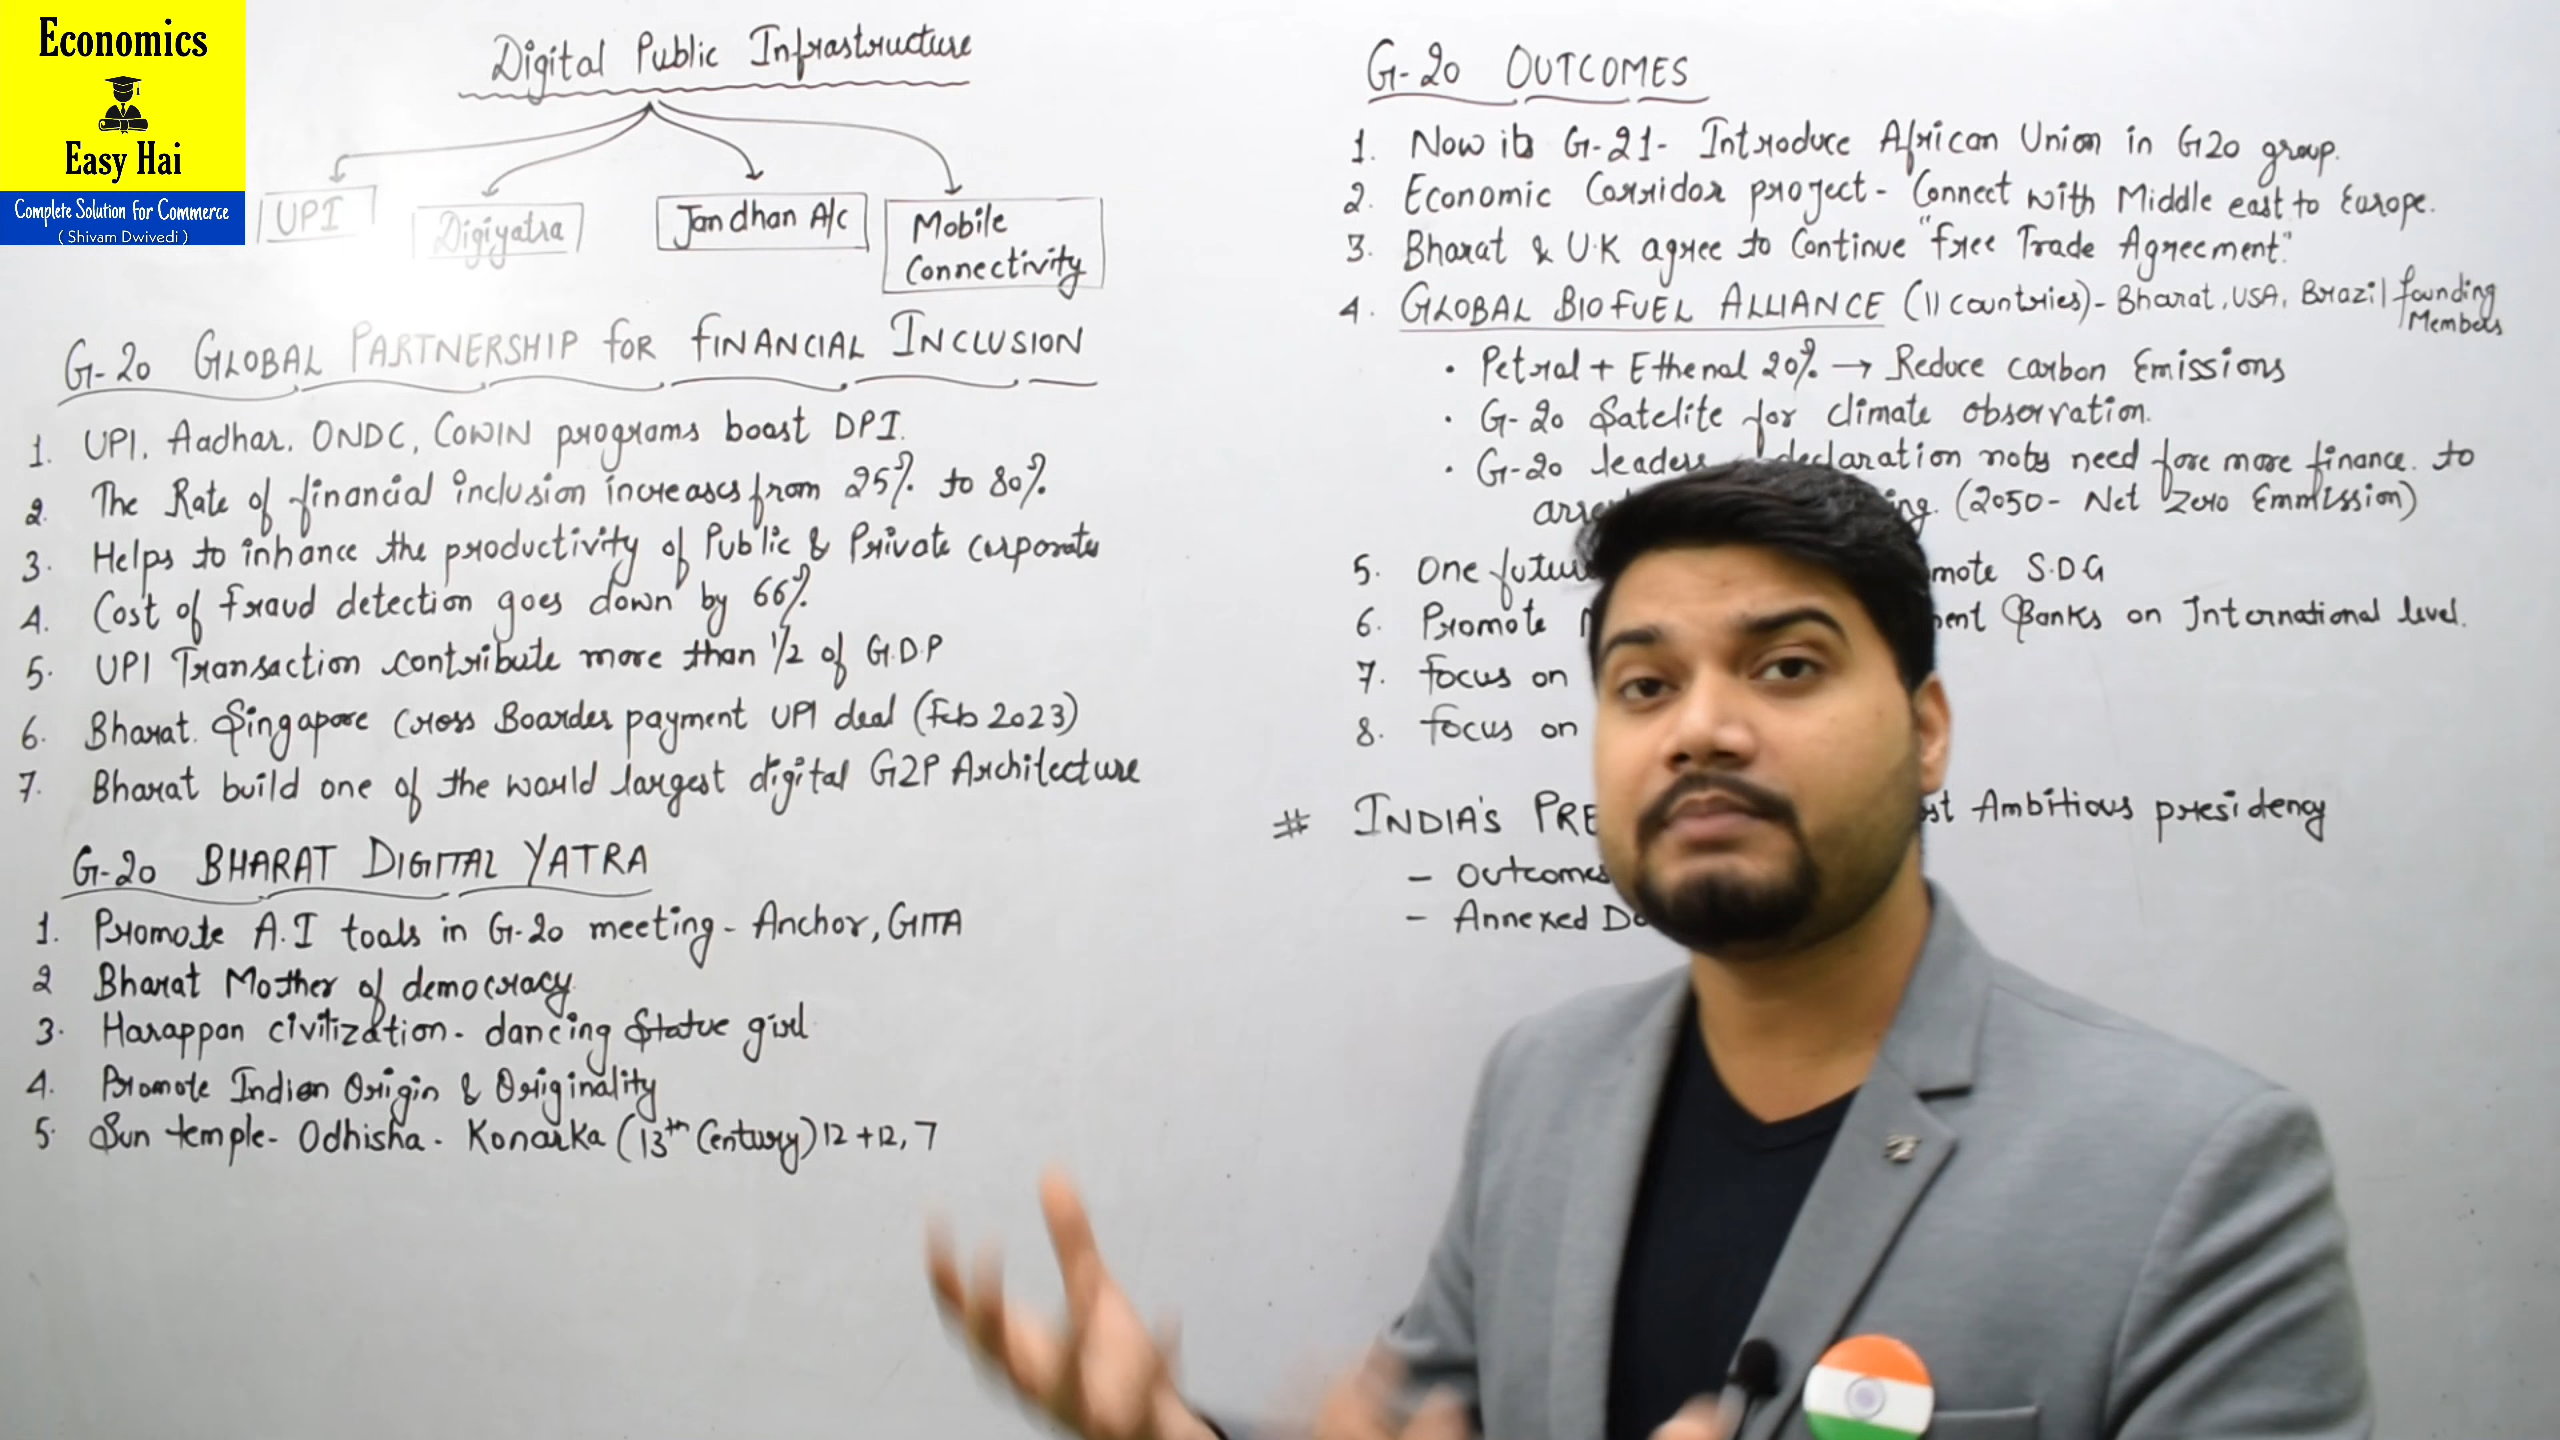 Economics
Easy Hai
Complete Solution for Commerce
( Shivam Dwivedi )
Digital Public Infrastructure
UPI
Digiyatra
Jandhan A/c
Mobile
Connectivity
G-20 GLOBAL PARTNERSHIP FOR FINANCIAL INCLUSION
1. UPI, Aadhar, ONDC, COWIN programs boost DPI.
2. The Rate of financial inclusion increases from 25% to 80%
3. Helps to inhance the productivity of Public & Private corporates
4. Cost of fraud detection goes down by 66%
5. UPI Transaction contribute more than 1/2 of G.D.P
6. Bharat. Singapore Cross Boarder payment UPI deal (Feb 2023)
7. Bharat build one of the world largest digital G2P Architecture
G-20 BHARAT DIGITAL YATRA
1. Promote A.I tools in G-20 meeting - Anchor, GITA
2 Bharat Mother of democracy
3. Harappan civilization - dancing Statue girl
4. Promote Indian Origin & Originality
5. Sun temple - Odhisha - Konarka (13th Century) 12 + 12, 7
G-20 OUTCOMES
1. Now its G-21 - Introduce African Union in G20 group.
2. Economic Corridor project - Connect with Middle east to Europe.
3. Bharat & U.K agree to Continue "free Trade Agreement"
4. GLOBAL BIOFUEL ALLIANCE (11 countries) - Bharat, USA, Brazil founding
Members
• Petral + Ethenal 20% → Reduce carbon Emissions
• G-20 Satelite for climate observation.
• G-20 leaders declaration nots need fore more finance. to
(2050 - Net Zero Emmission)
5. One S.D.G
6. Promote Banks on International level.
7. focus on
8. focus on
# INDIA'S Ambitious presidency
- Outcomes
- Annexed